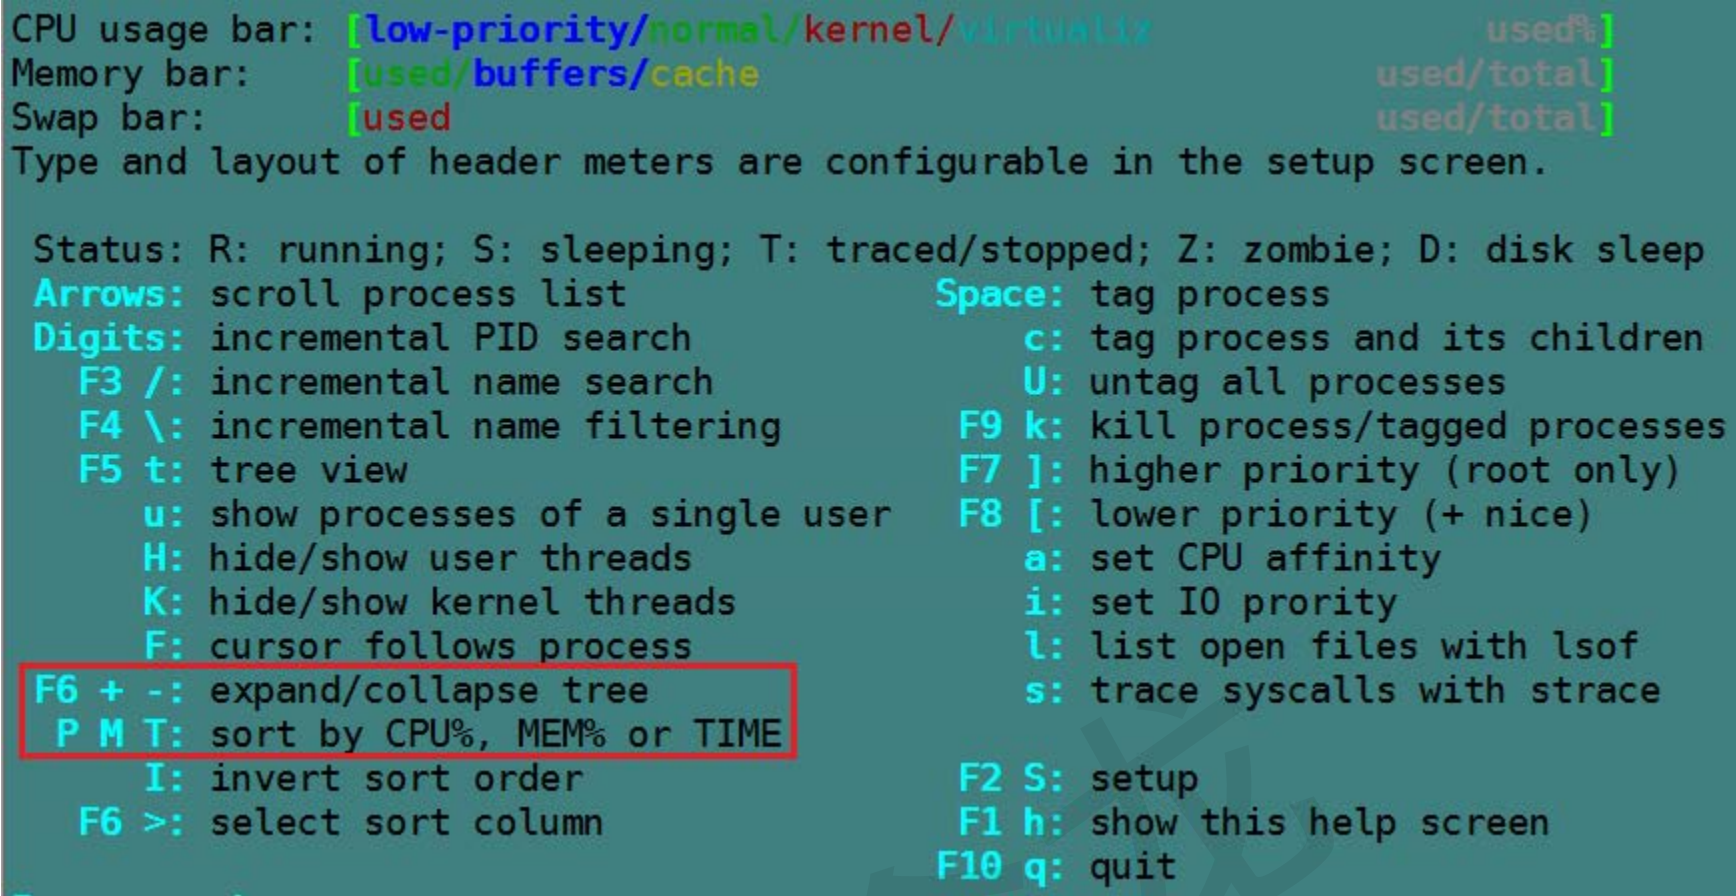 CPU usage bar: [low-priority/normal/kernel/virtualiz used%]
Memory bar: [used/buffers/cache used/total]
Swap bar: [used used/total]
Type and layout of header meters are configurable in the setup screen.
Status: R: running; S: sleeping; T: traced/stopped; Z: zombie; D: disk sleep
Arrows: scroll process list Space: tag process
Digits: incremental PID search c: tag process and its children
F3 /: incremental name search U: untag all processes
F4 \: incremental name filtering F9 k: kill process/tagged processes
F5 t: tree view F7 ]: higher priority (root only)
u: show processes of a single user F8 [: lower priority (+ nice)
H: hide/show user threads a: set CPU affinity
K: hide/show kernel threads i: set IO prority
F: cursor follows process l: list open files with lsof
F6 + -: expand/collapse tree s: trace syscalls with strace
P M T: sort by CPU%, MEM% or TIME
I: invert sort order F2 S: setup
F6 >: select sort column F1 h: show this help screen
F10 q: quit